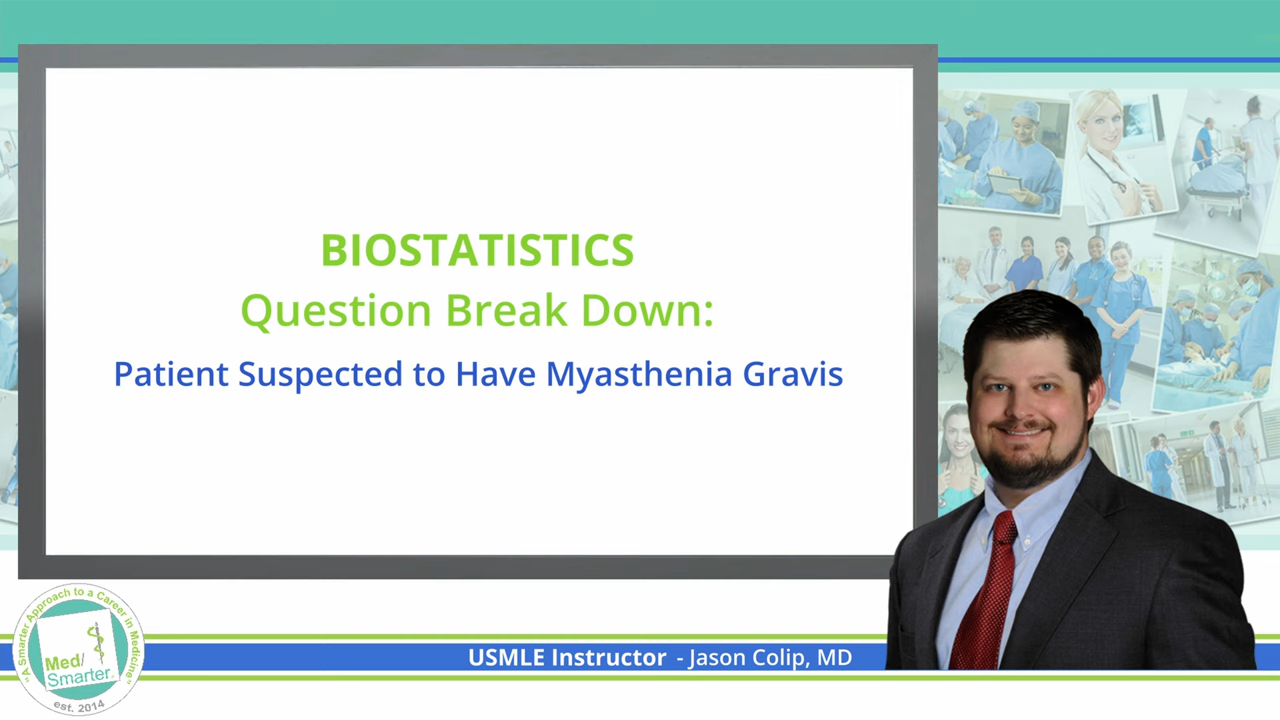 BIOSTATISTICS
Question Break Down:
Patient Suspected to Have Myasthenia Gravis
"A Smarter Approach to a Career in Medicine"
Med/
Smarter
est. 2014
USMLE Instructor - Jason Colip, MD